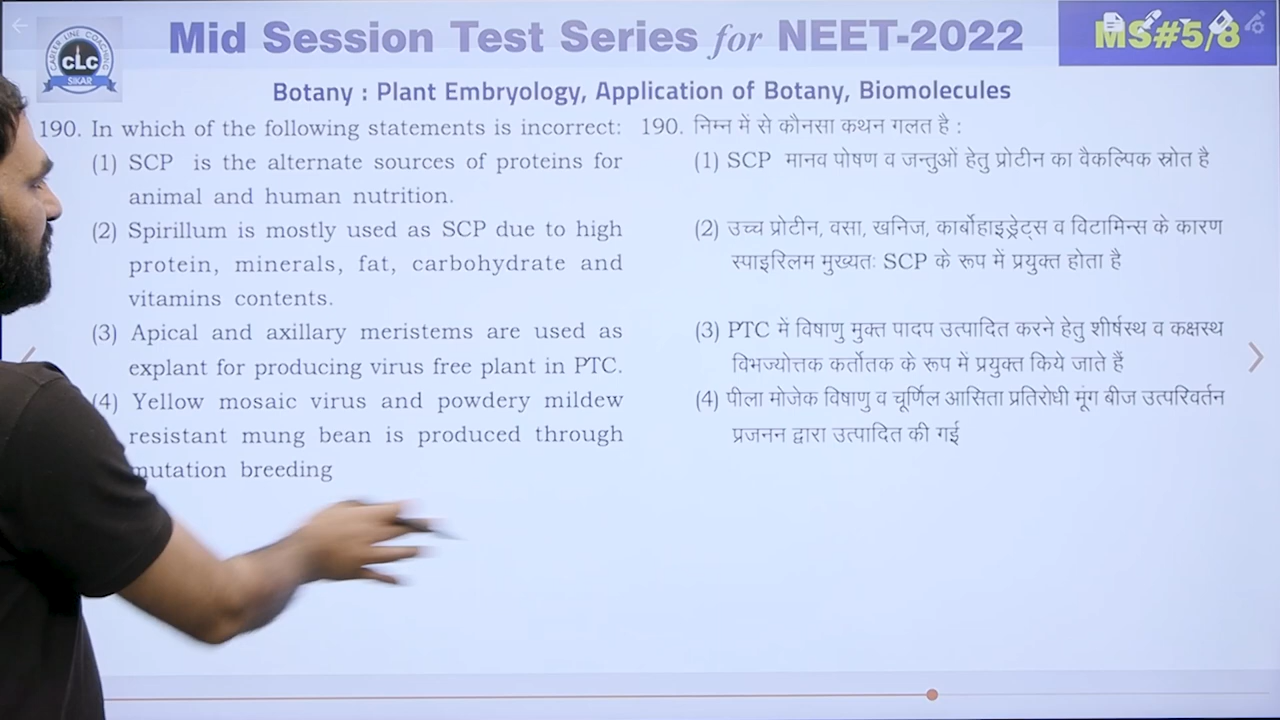 Mid Session Test Series for NEET-2022
MS#5/8
CAREER LINE COACHING
CLC
SIKAR
Botany : Plant Embryology, Application of Botany, Biomolecules
190. In which of the following statements is incorrect:
(1) SCP is the alternate sources of proteins for
animal and human nutrition.
(2) Spirillum is mostly used as SCP due to high
protein, minerals, fat, carbohydrate and
vitamins contents.
(3) Apical and axillary meristems are used as
explant for producing virus free plant in PTC.
(4) Yellow mosaic virus and powdery mildew
resistant mung bean is produced through
mutation breeding
190. निम्न में से कौनसा कथन गलत है :
(1) SCP मानव पोषण व जन्तुओं हेतु प्रोटीन का वैकल्पिक स्रोत है
(2) उच्च प्रोटीन, वसा, खनिज, कार्बोहाइड्रेट्स व विटामिन्स के कारण
स्पाइरिलम मुख्यतः SCP के रूप में प्रयुक्त होता है
(3) PTC में विषाणु मुक्त पादप उत्पादित करने हेतु शीर्षस्थ व कक्षस्थ
विभज्योत्तक कर्तोतक के रूप में प्रयुक्त किये जाते हैं
(4) पीला मोजेक विषाणु व चूर्णिल आसिता प्रतिरोधी मूंग बीज उत्परिवर्तन
प्रजनन द्वारा उत्पादित की गई